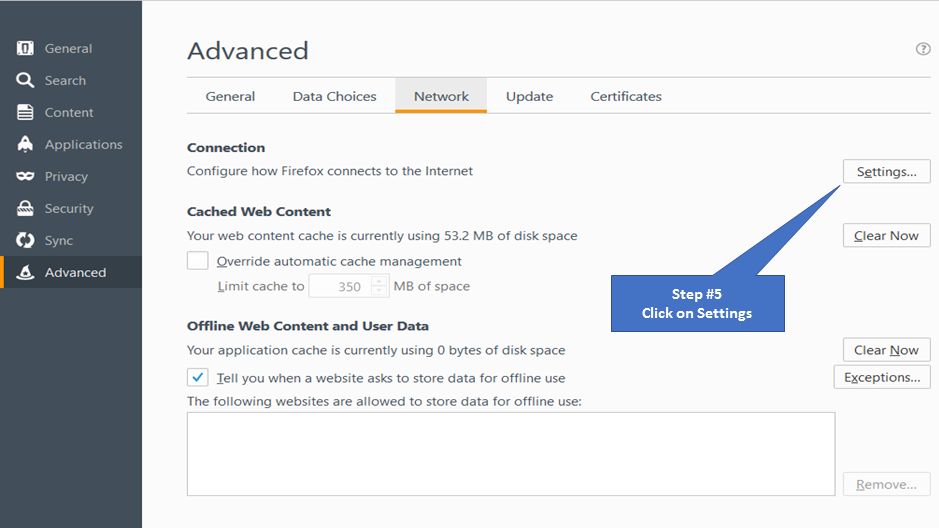 General
Search
Content
Applications
Privacy
Security
Sync
Advanced
Advanced
?
General Data Choices Network Update Certificates
Connection
Configure how Firefox connects to the Internet
Settings...
Cached Web Content
Your web content cache is currently using 53.2 MB of disk space
Clear Now
Override automatic cache management
Limit cache to 350 MB of space
Step #5
Click on Settings
Offline Web Content and User Data
Your application cache is currently using 0 bytes of disk space
Clear Now
Tell you when a website asks to store data for offline use
Exceptions...
The following websites are allowed to store data for offline use:
Remove...